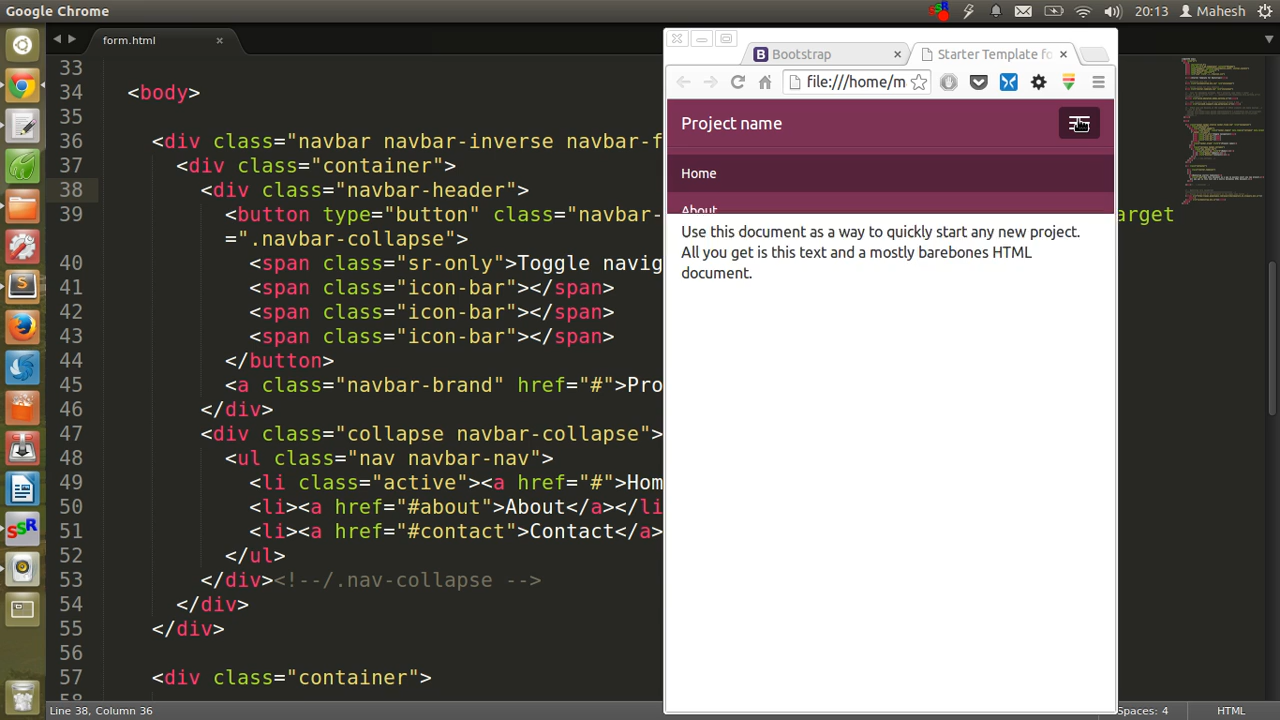 Google Chrome
20:13 Mahesh
form.html ×
33
34 <body>
35
36 <div class="navbar navbar-inverse navbar-f
37 <div class="container">
38 <div class="navbar-header">
39 <button type="button" class="navbar- target
=".navbar-collapse">
40 <span class="sr-only">Toggle navig
41 <span class="icon-bar"></span>
42 <span class="icon-bar"></span>
43 <span class="icon-bar"></span>
44 </button>
45 <a class="navbar-brand" href="#">Pro
46 </div>
47 <div class="collapse navbar-collapse">
48 <ul class="nav navbar-nav">
49 <li class="active"><a href="#">Hom
50 <li><a href="#about">About</a></li
51 <li><a href="#contact">Contact</a>
52 </ul>
53 </div><!--/.nav-collapse -->
54 </div>
55 </div>
56
57 <div class="container">
58
Line 38, Column 36
Spaces: 4 HTML
B Bootstrap × Starter Template fo ×
file:///home/m
Project name
Home
About
Use this document as a way to quickly start any new project.
All you get is this text and a mostly barebones HTML
document.